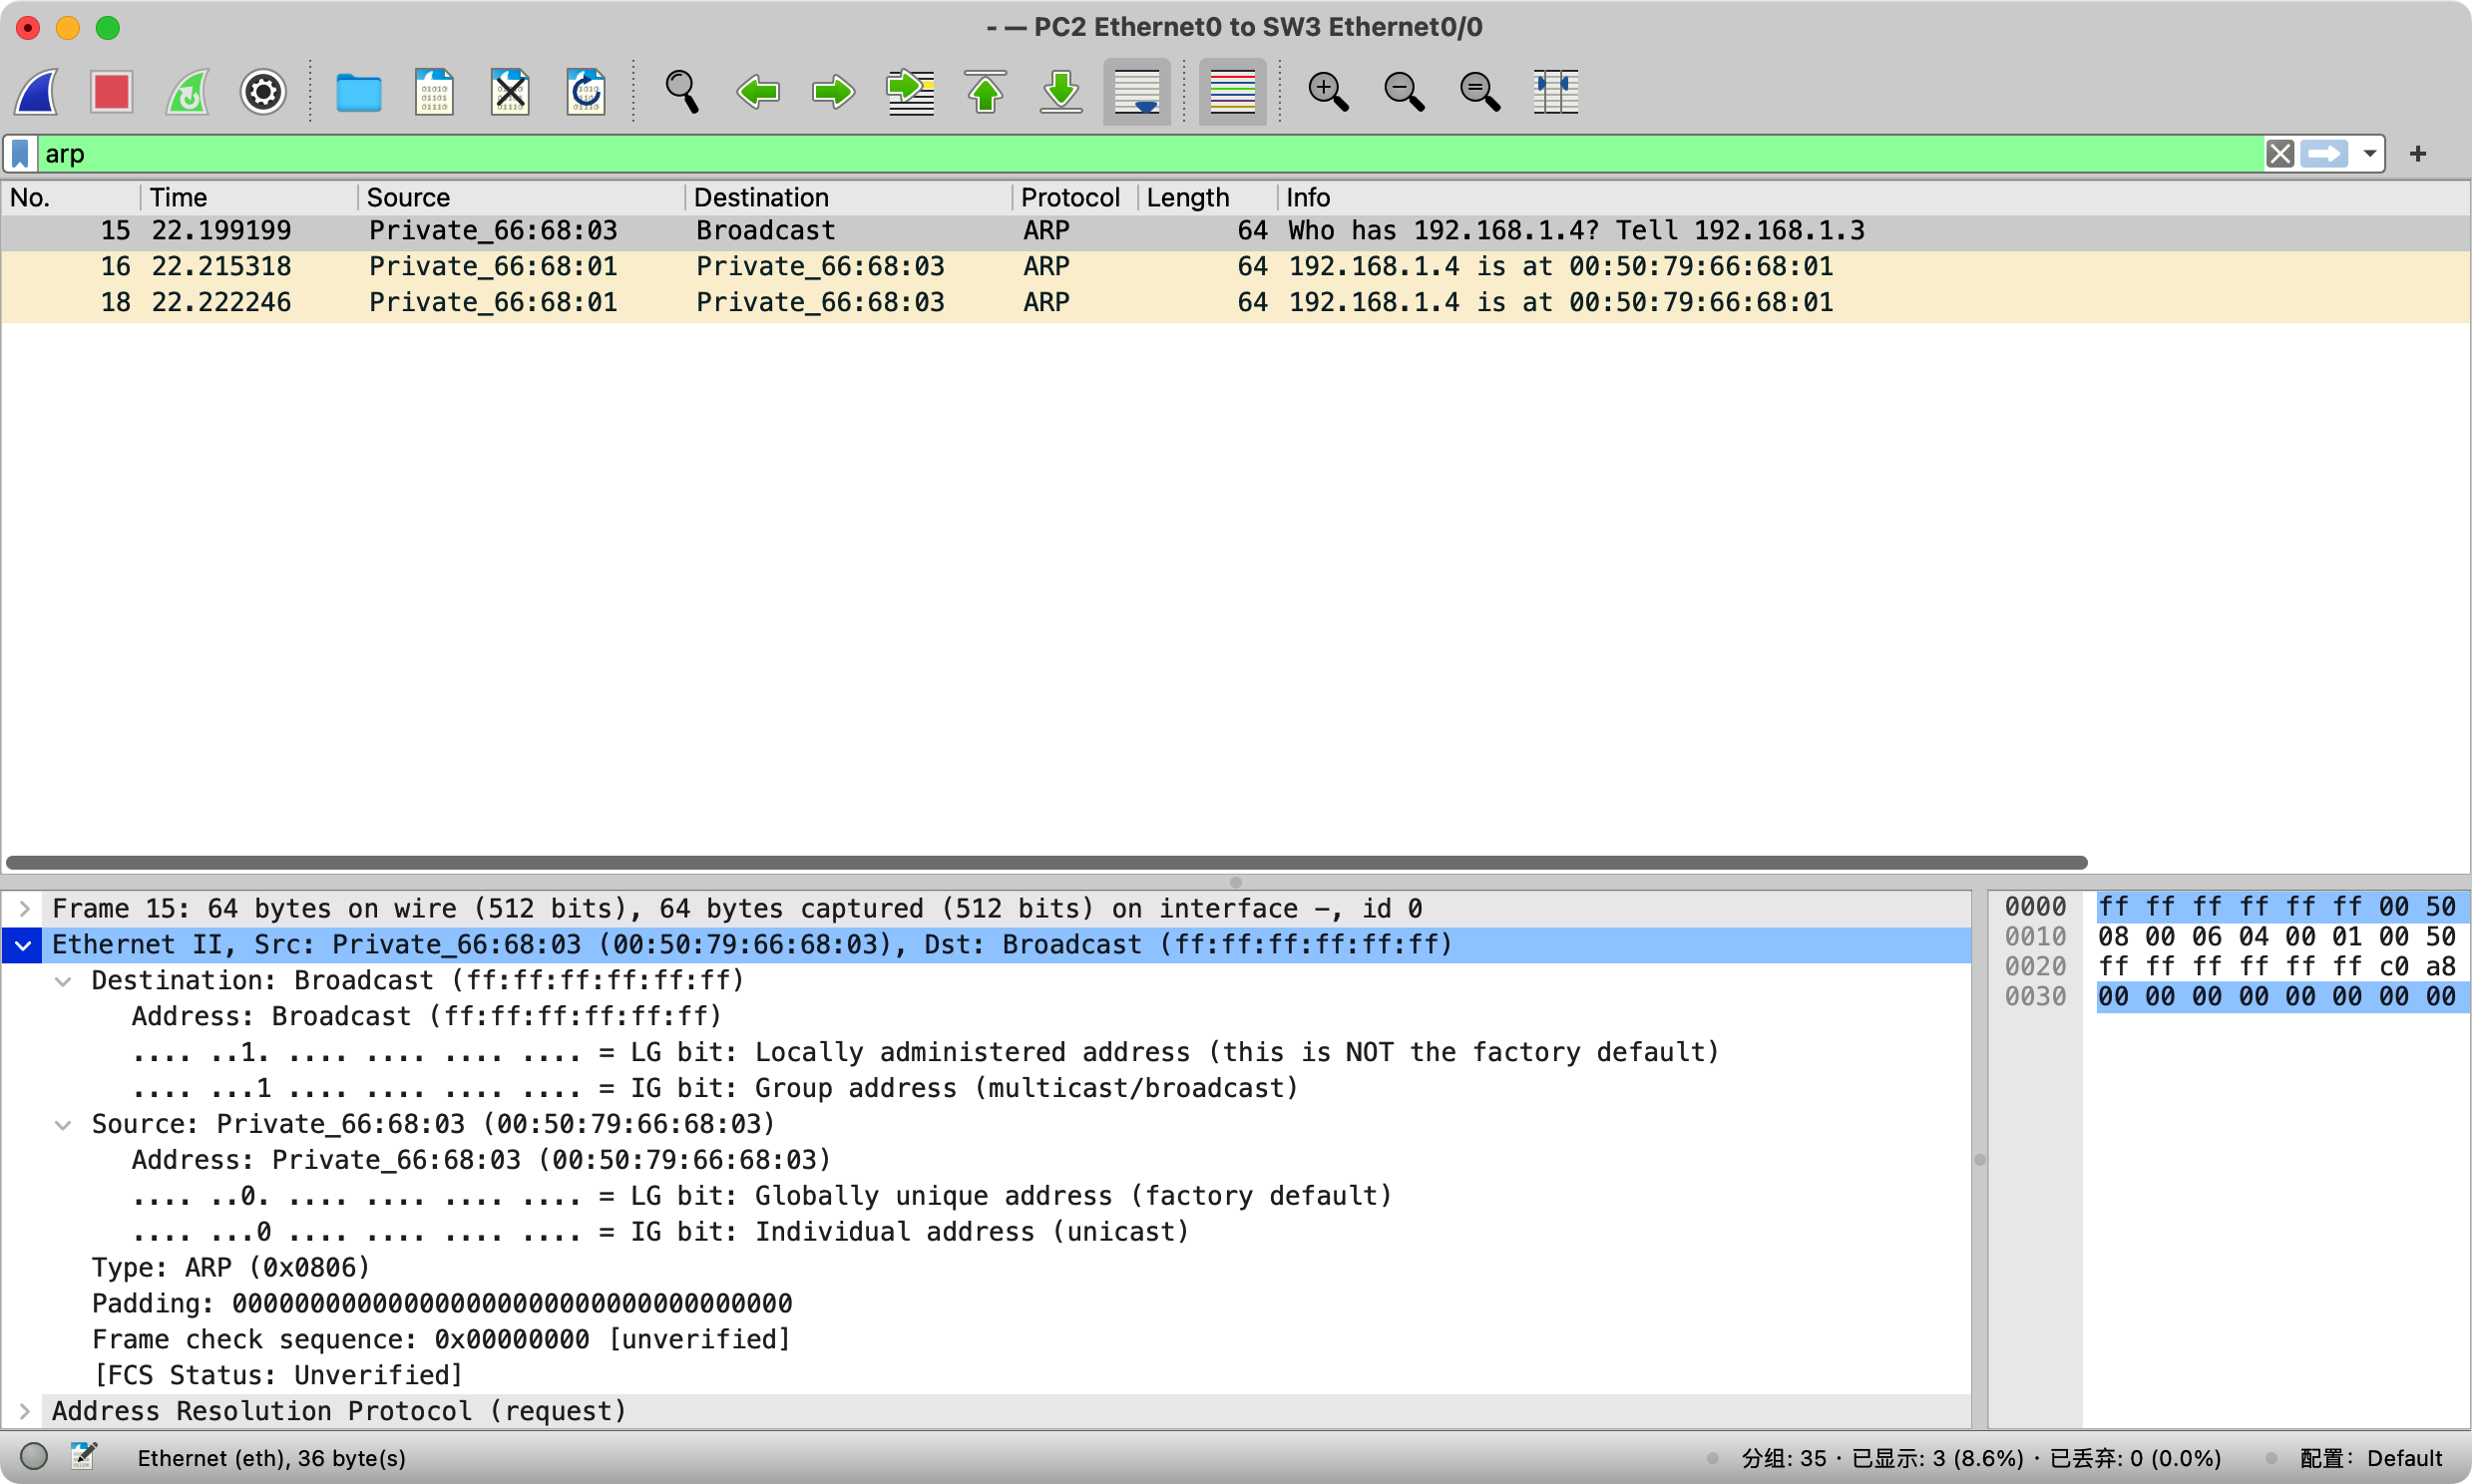 - — PC2 Ethernet0 to SW3 Ethernet0/0
arp
No. Time Source Destination Protocol Length Info
15 22.199199 Private_66:68:03 Broadcast ARP 64 Who has 192.168.1.4? Tell 192.168.1.3
16 22.215318 Private_66:68:01 Private_66:68:03 ARP 64 192.168.1.4 is at 00:50:79:66:68:01
18 22.222246 Private_66:68:01 Private_66:68:03 ARP 64 192.168.1.4 is at 00:50:79:66:68:01
Frame 15: 64 bytes on wire (512 bits), 64 bytes captured (512 bits) on interface –, id 0
Ethernet II, Src: Private_66:68:03 (00:50:79:66:68:03), Dst: Broadcast (ff:ff:ff:ff:ff:ff)
Destination: Broadcast (ff:ff:ff:ff:ff:ff)
Address: Broadcast (ff:ff:ff:ff:ff:ff)
.... ..1. .... .... .... .... = LG bit: Locally administered address (this is NOT the factory default)
.... ...1 .... .... .... .... = IG bit: Group address (multicast/broadcast)
Source: Private_66:68:03 (00:50:79:66:68:03)
Address: Private_66:68:03 (00:50:79:66:68:03)
.... ..0. .... .... .... .... = LG bit: Globally unique address (factory default)
.... ...0 .... .... .... .... = IG bit: Individual address (unicast)
Type: ARP (0x0806)
Padding: 000000000000000000000000000000000000
Frame check sequence: 0x00000000 [unverified]
[FCS Status: Unverified]
Address Resolution Protocol (request)
0000 ff ff ff ff ff ff 00 50
0010 08 00 06 04 00 01 00 50
0020 ff ff ff ff ff ff c0 a8
0030 00 00 00 00 00 00 00 00
Ethernet (eth), 36 byte(s)
分组: 35 · 已显示: 3 (8.6%) · 已丢弃: 0 (0.0%)
配置: Default